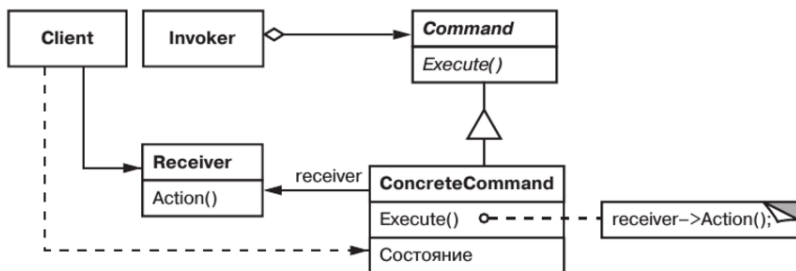 Client
Invoker
Command
Execute()
Receiver
Action()
receiver
ConcreteCommand
Execute()
receiver->Action();
Состояние